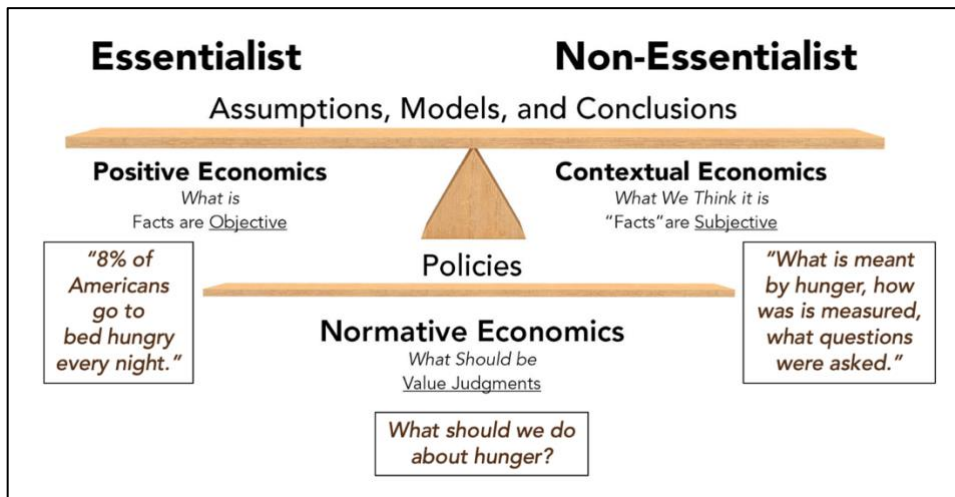 Essentialist
Non-Essentialist
Assumptions, Models, and Conclusions
Positive Economics
What is
Facts are Objective
Contextual Economics
What We Think it is
“Facts”are Subjective
“8% of
Americans
go to
bed hungry
every night.”
“What is meant
by hunger, how
was is measured,
what questions
were asked.”
Policies
Normative Economics
What Should be
Value Judgments
What should we do
about hunger?